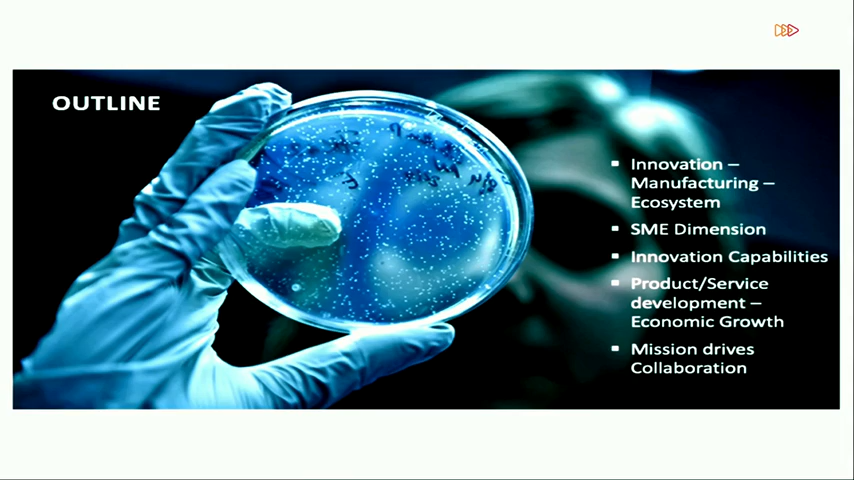 OUTLINE
▪ Innovation –
Manufacturing –
Ecosystem
▪ SME Dimension
▪ Innovation Capabilities
▪ Product/Service
development –
Economic Growth
▪ Mission drives
Collaboration